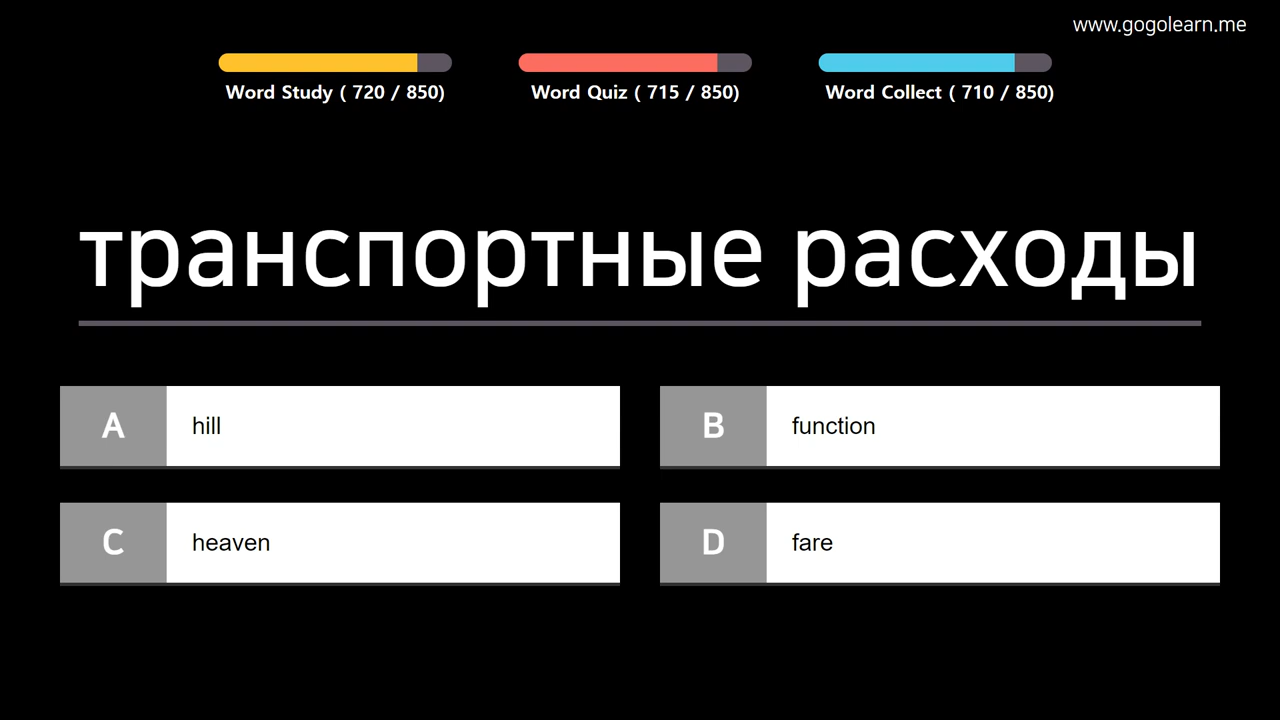 www.gogolearn.me
Word Study ( 720 / 850) Word Quiz ( 715 / 850) Word Collect ( 710 / 850)
транспортные расходы
A hill
B function
C heaven
D fare